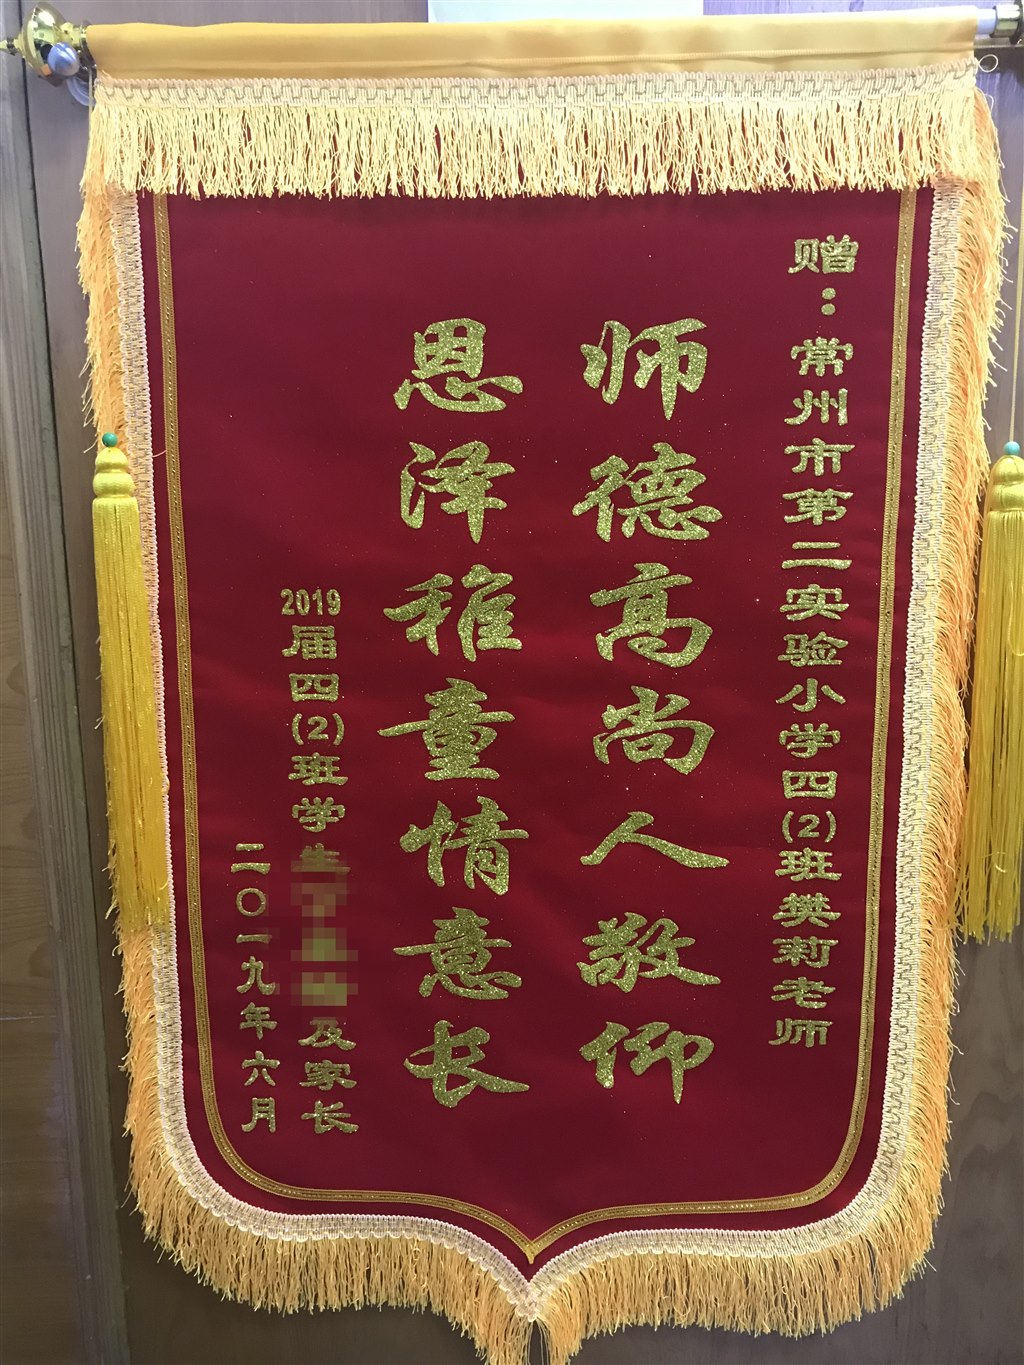 赠：常州市第二实验小学四(2)班樊莉老师
师德高尚人敬仰
恩泽稚童情意长
2019届四(2)班学生及家长
二〇一九年六月